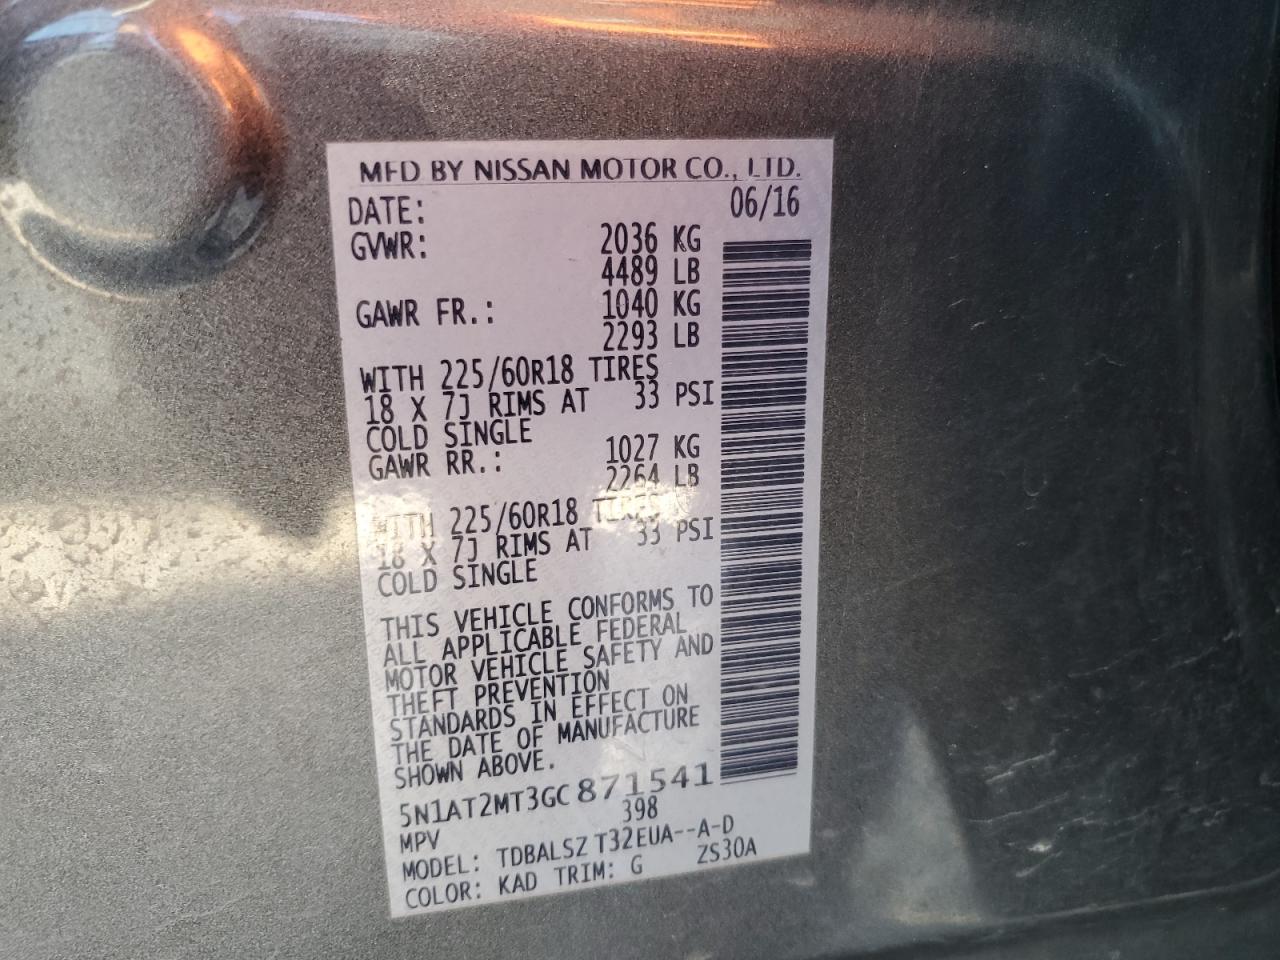 MFD BY NISSAN MOTOR CO., LTD.
DATE: 06/16
GVWR: 2036 KG
4489 LB
GAWR FR.: 1040 KG
2293 LB
WITH 225/60R18 TIRES
18 X 7J RIMS AT 33 PSI
COLD SINGLE
GAWR RR.: 1027 KG
2264 LB
WITH 225/60R18 TIRES
18 X 7J RIMS AT 33 PSI
COLD SINGLE
THIS VEHICLE CONFORMS TO
ALL APPLICABLE FEDERAL
MOTOR VEHICLE SAFETY AND
THEFT PREVENTION
STANDARDS IN EFFECT ON
THE DATE OF MANUFACTURE
SHOWN ABOVE.
5N1AT2MT3GC871541
MPV 398
MODEL: TDBALSZ T32EUA--A-D
COLOR: KAD TRIM: G ZS30A